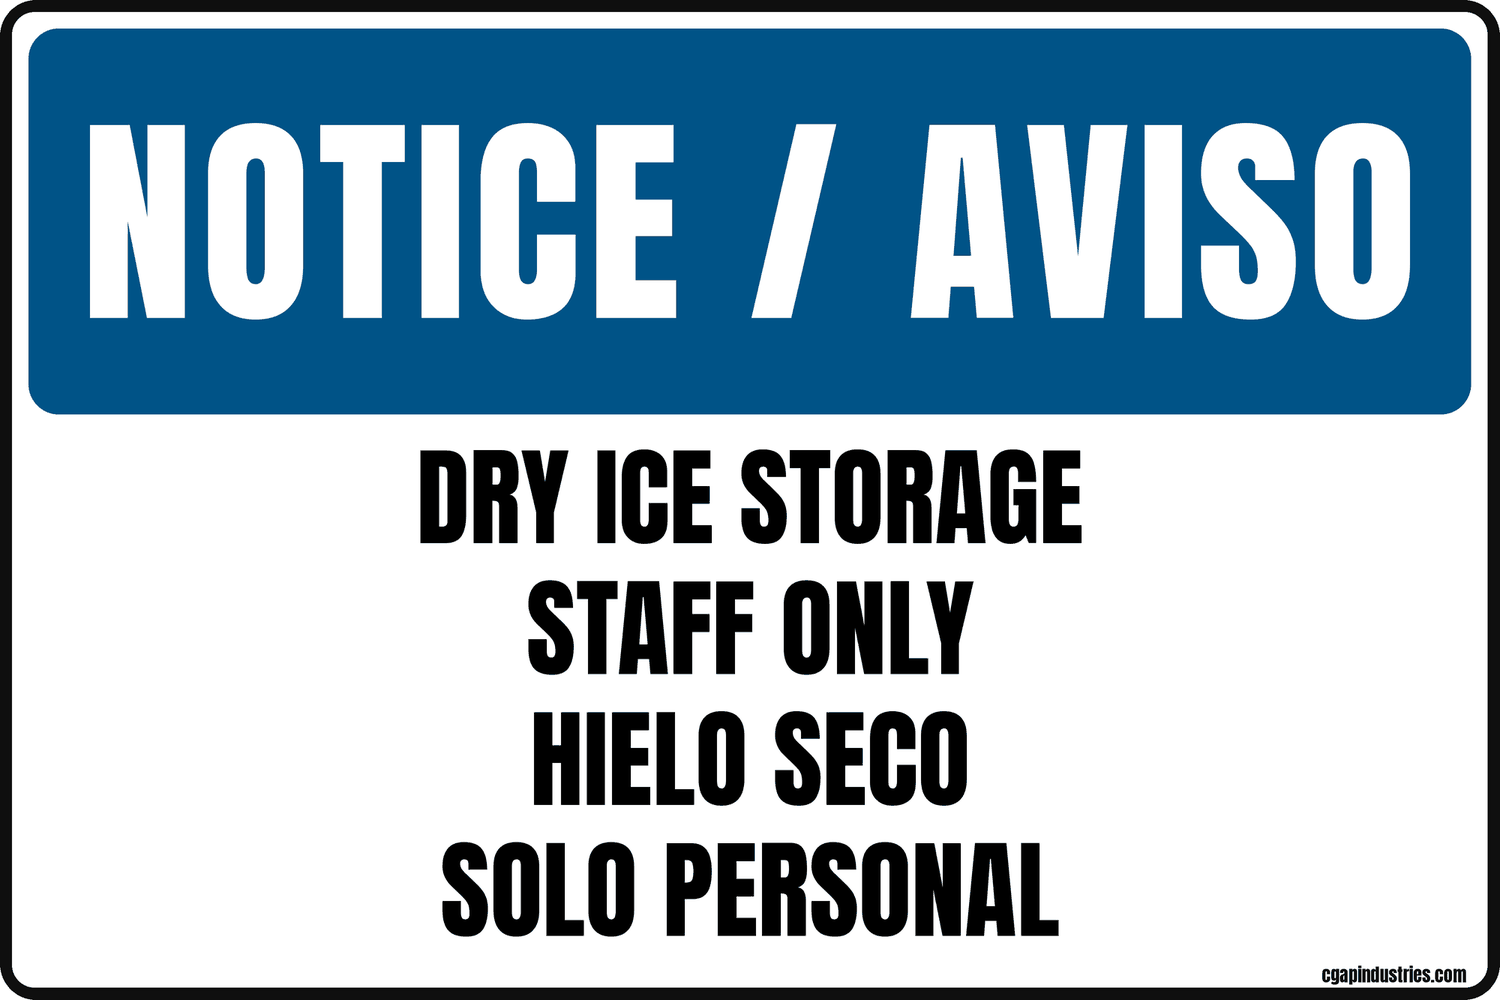 NOTICE / AVISO
DRY ICE STORAGE
STAFF ONLY
HIELO SECO
SOLO PERSONAL
cgapindustries.com